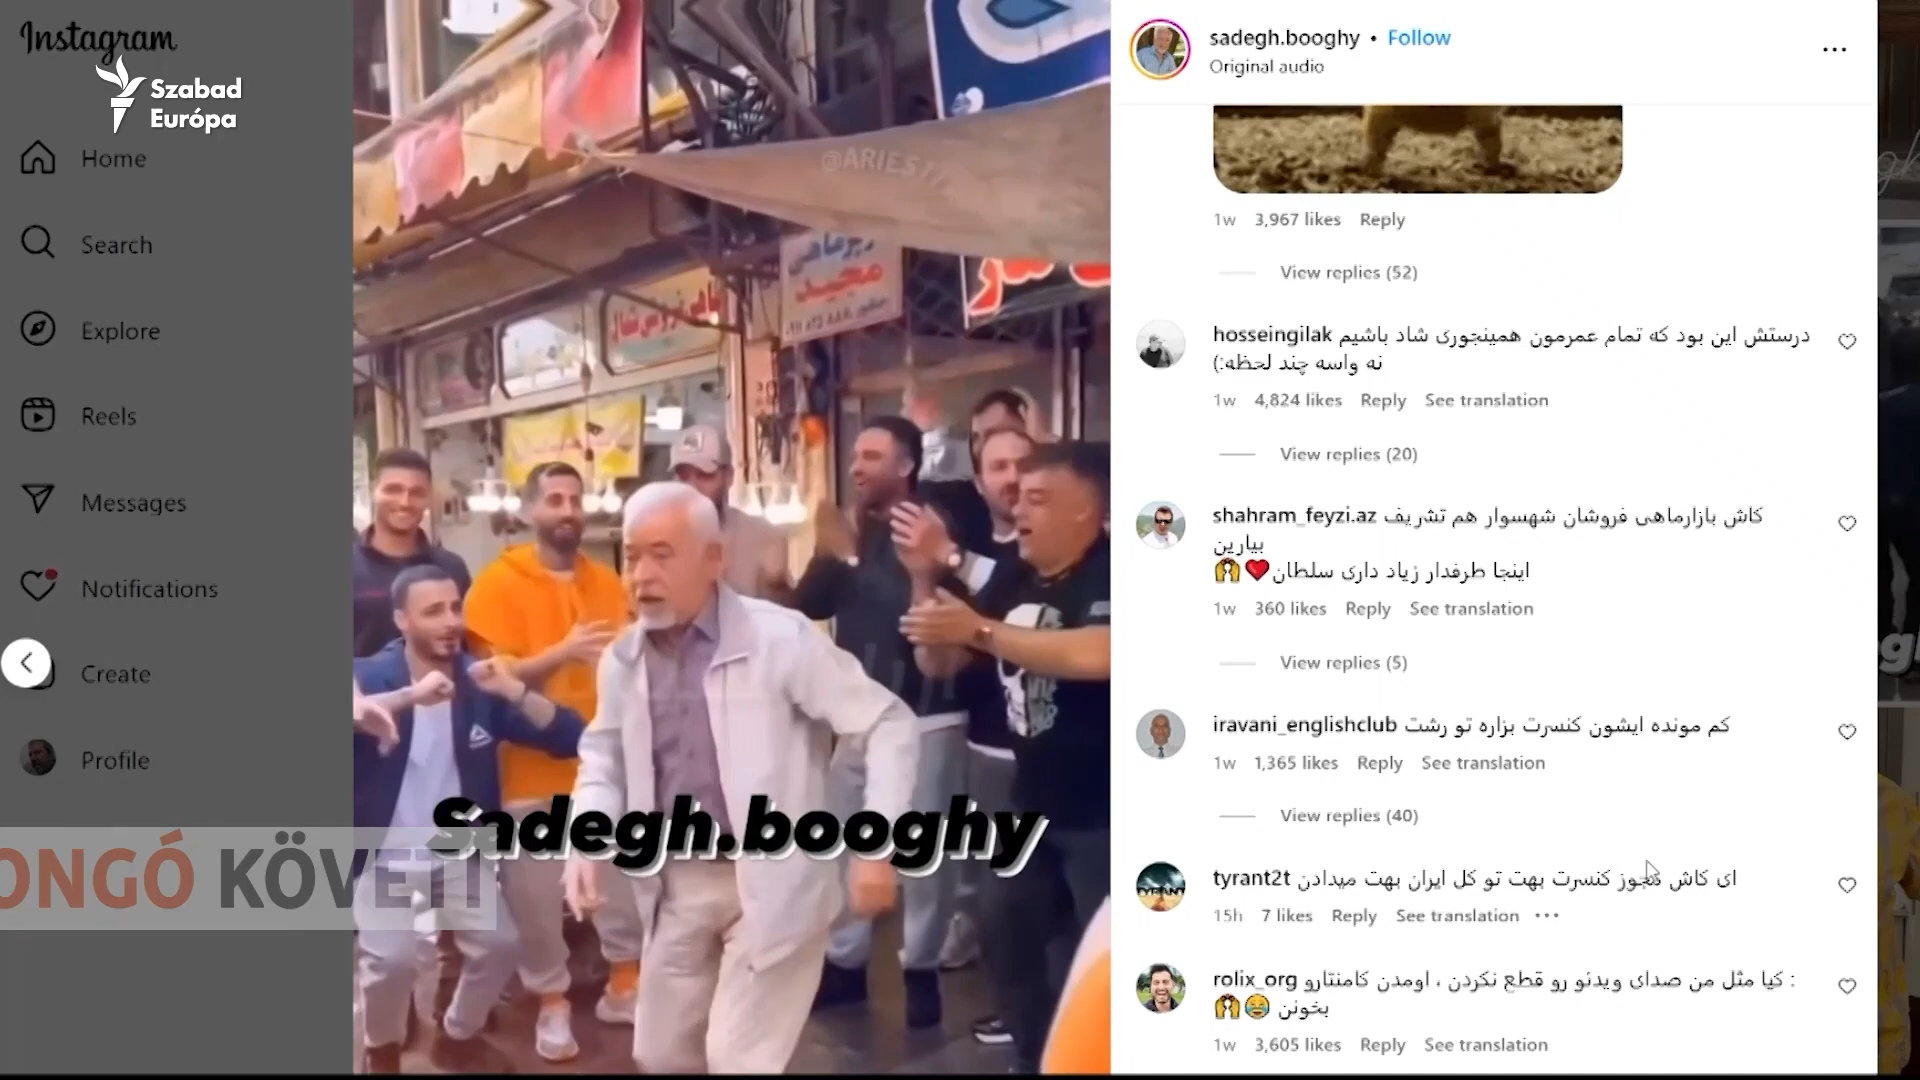 Instagram
Szabad
Európa
Home
Search
Explore
Reels
Messages
Notifications
Create
Profile
ONGÓ KÖVETI
@ARIES77
مجید
ماهی فروشی شمال
Sadegh.booghy
sadegh.booghy • Follow
Original audio
1w 3,967 likes Reply
View replies (52)
hosseingilak درستش این بود که تمام عمرمون همینجوری شاد باشیم
نه واسه چند لحظه:)
1w 4,824 likes Reply See translation
View replies (20)
shahram_feyzi.az کاش بازارماهی فروشان شهسوار هم تشریف
بیارین
اینجا طرفدار زیاد داری سلطان❤️🙌
1w 360 likes Reply See translation
View replies (5)
iravani_englishclub کم مونده ایشون کنسرت بزاره تو رشت
1w 1,365 likes Reply See translation
View replies (40)
tyrant2t ای کاش مجوز کنسرت بهت تو کل ایران بهت میدادن
15h 7 likes Reply See translation •••
rolix_org کیا مثل من صدای ویدئو رو قطع نکردن ، اومدن کامنتارو :
بخونن 😂🙌
1w 3,605 likes Reply See translation